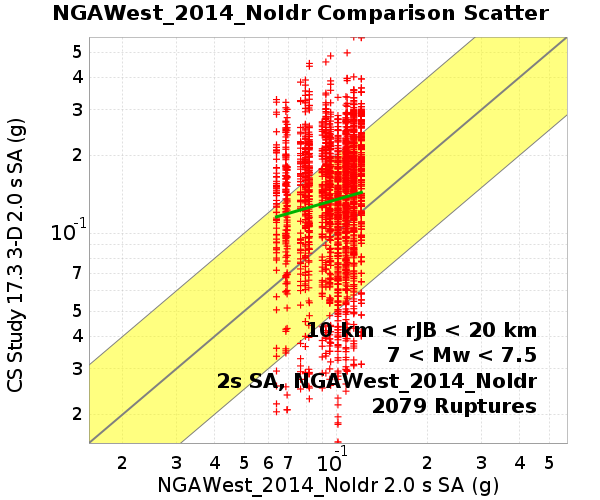 NGAWest_2014_NoIdr Comparison Scatter
CS Study 17.3 3-D 2.0 s SA (g)
5
4
3
2
10-1
7
5
4
3
2
10 km < rJB < 20 km
7 < Mw < 7.5
2s SA, NGAWest_2014_NoIdr
2079 Ruptures
2 3 4 5 6 7 10-1 2 3 4 5
NGAWest_2014_NoIdr 2.0 s SA (g)